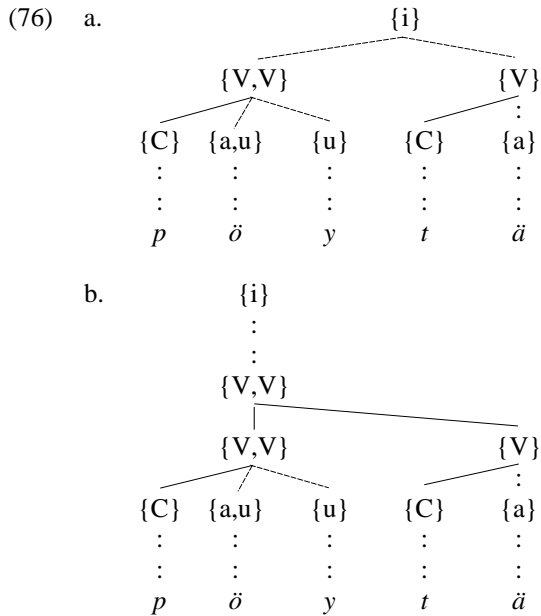 (76) a. {i}
{V,V} {V}
:
{C} {a,u} {u} {C} {a}
: : : : :
: : : : :
p ö y t ä
b. {i}
:
:
{V,V}
{V,V} {V}
:
{C} {a,u} {u} {C} {a}
: : : : :
: : : : :
p ö y t ä